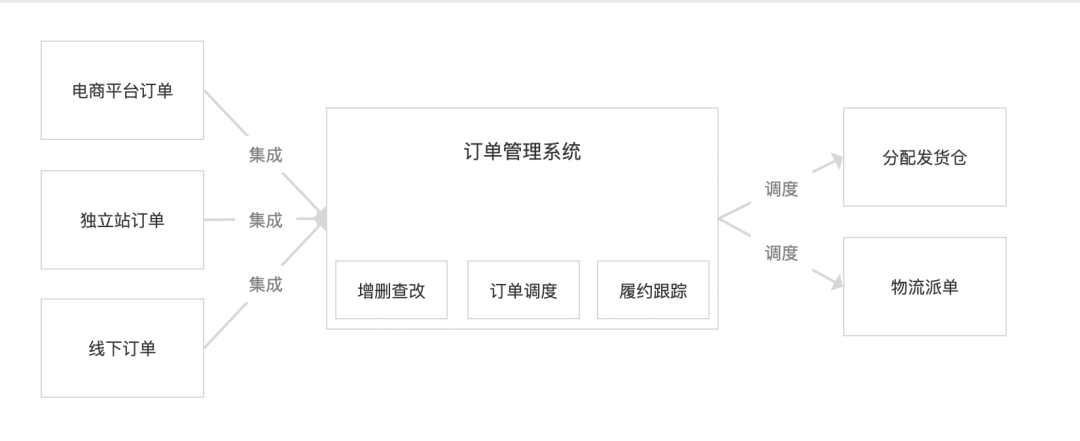 电商平台订单
独立站订单
线下订单
集成
集成
集成
订单管理系统
增删查改
订单调度
履约跟踪
调度
调度
分配发货仓
物流派单